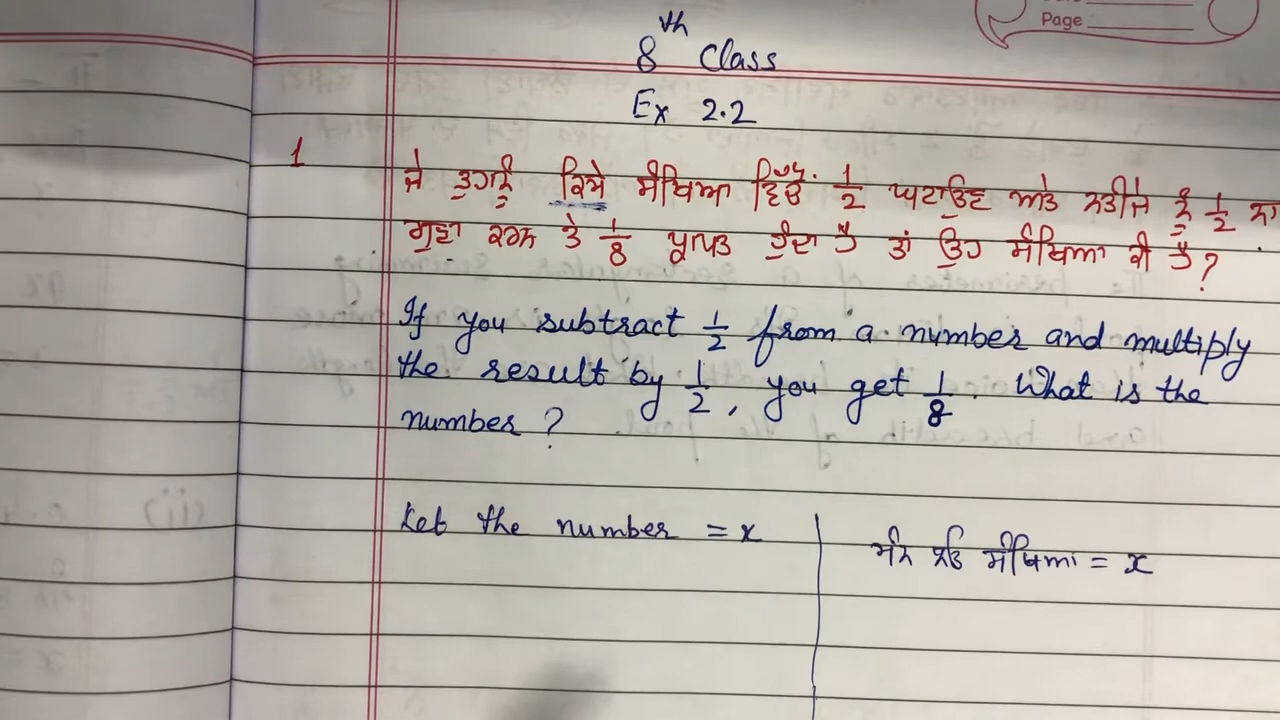 Page
8th Class
Ex 2.2
1
ਜੇ ਤੁਹਾਨੂੰ ਕਿਸੇ ਸੰਖਿਆ ਵਿਚੋਂ 1/2 ਘਟਾਉਣ ਅਤੇ ਨਤੀਜੇ ਨੂੰ 1/2 ਨਾਲ
ਗੁਣਾ ਕਰਨ ਤੇ 1/8 ਪ੍ਰਾਪਤ ਹੁੰਦਾ ਹੈ ਤਾਂ ਉਹ ਸੰਖਿਆ ਕੀ ਹੈ?
If you subtract 1/2 from a number and multiply
the result by 1/2, you get 1/8. What is the
number?
Let the number = x
ਮੰਨ ਲਓ ਸੰਖਿਆ = x